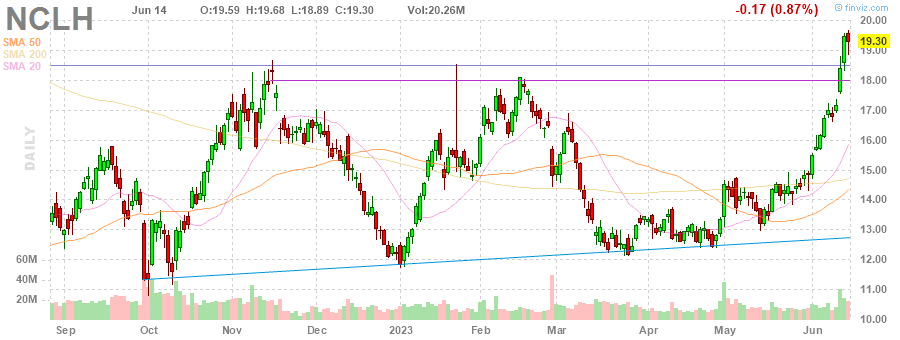 NCLH Jun 14 O:19.59 H:19.68 L:18.89 C:19.30 Vol:20.26M -0.17 (0.87%) © finviz.com
SMA 50
SMA 200
SMA 20
DAILY
20.00
19.30
19.00
18.00
17.00
16.00
15.00
14.00
13.00
12.00
11.00
10.00
60M
40M
20M
Sep Oct Nov Dec 2023 Feb Mar Apr May Jun